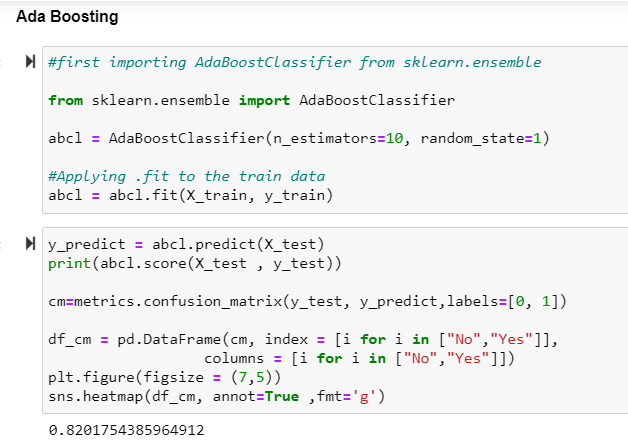 Ada Boosting
#first importing AdaBoostClassifier from sklearn.ensemble
from sklearn.ensemble import AdaBoostClassifier
abcl = AdaBoostClassifier(n_estimators=10, random_state=1)
#Applying .fit to the train data
abcl = abcl.fit(X_train, y_train)
y_predict = abcl.predict(X_test)
print(abcl.score(X_test , y_test))
cm=metrics.confusion_matrix(y_test, y_predict,labels=[0, 1])
df_cm = pd.DataFrame(cm, index = [i for i in ["No","Yes"]],
columns = [i for i in ["No","Yes"]])
plt.figure(figsize = (7,5))
sns.heatmap(df_cm, annot=True ,fmt='g')
0.8201754385964912